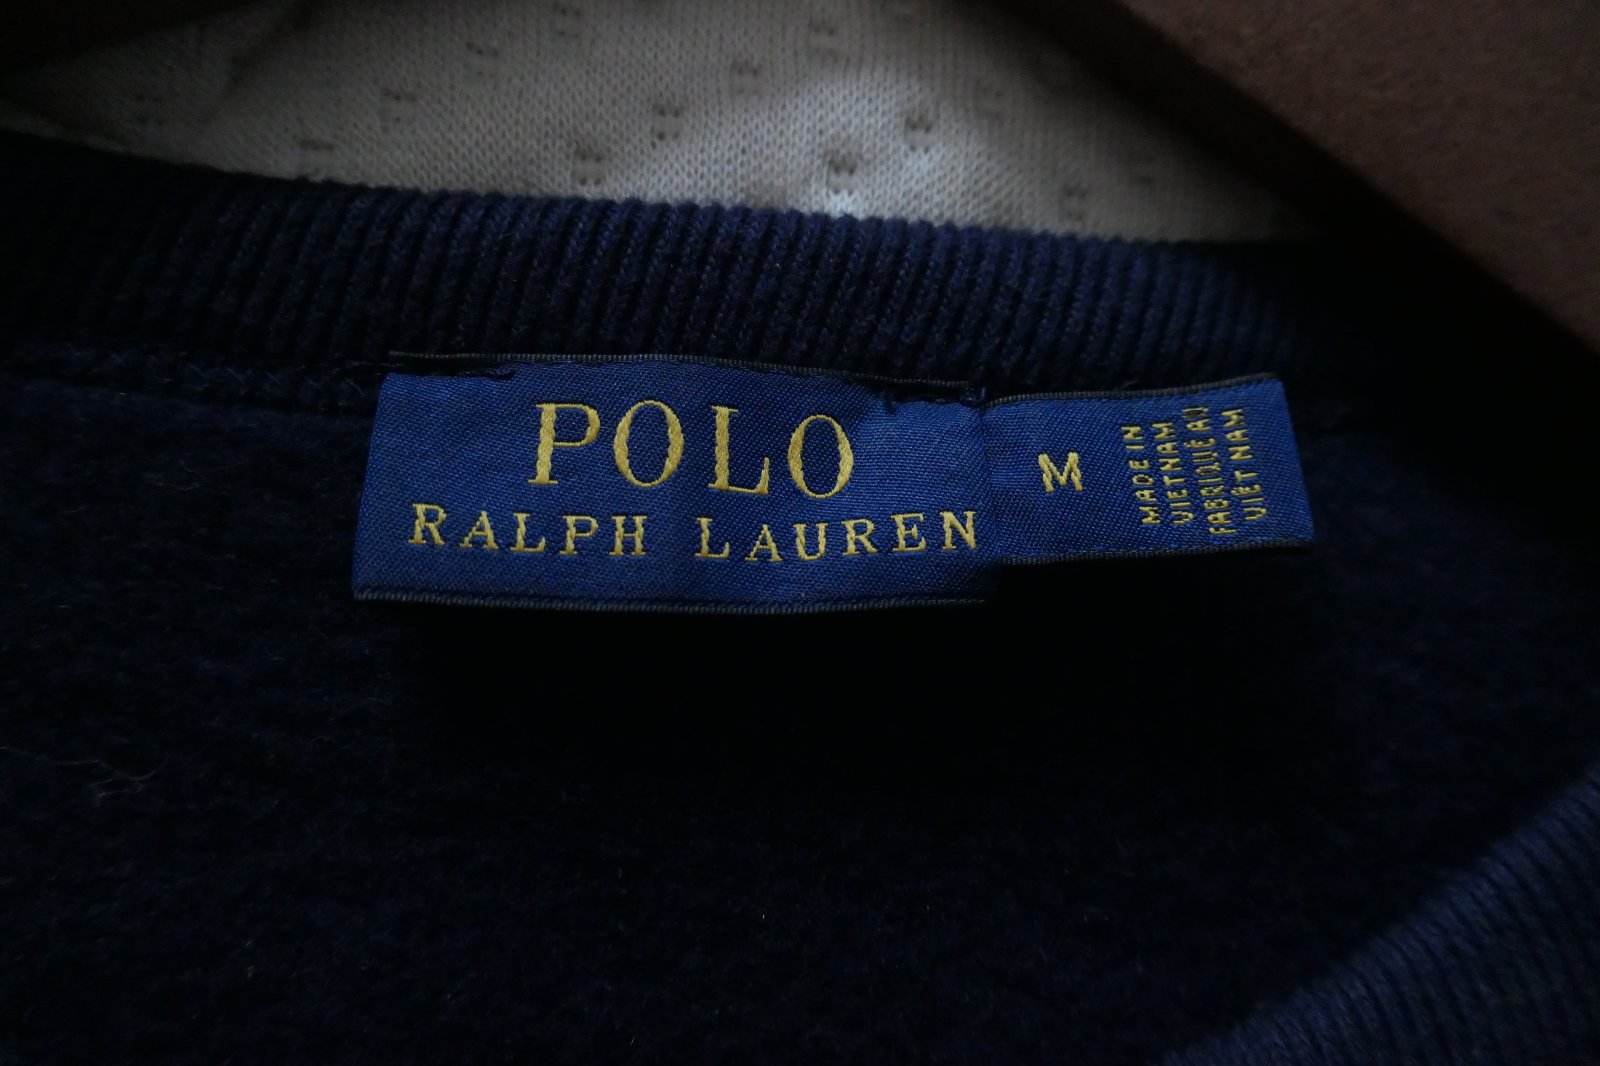 POLO
RALPH LAUREN
M
MADE IN
VIETNAM
FABRIQUÉ AU
VIÊT NAM